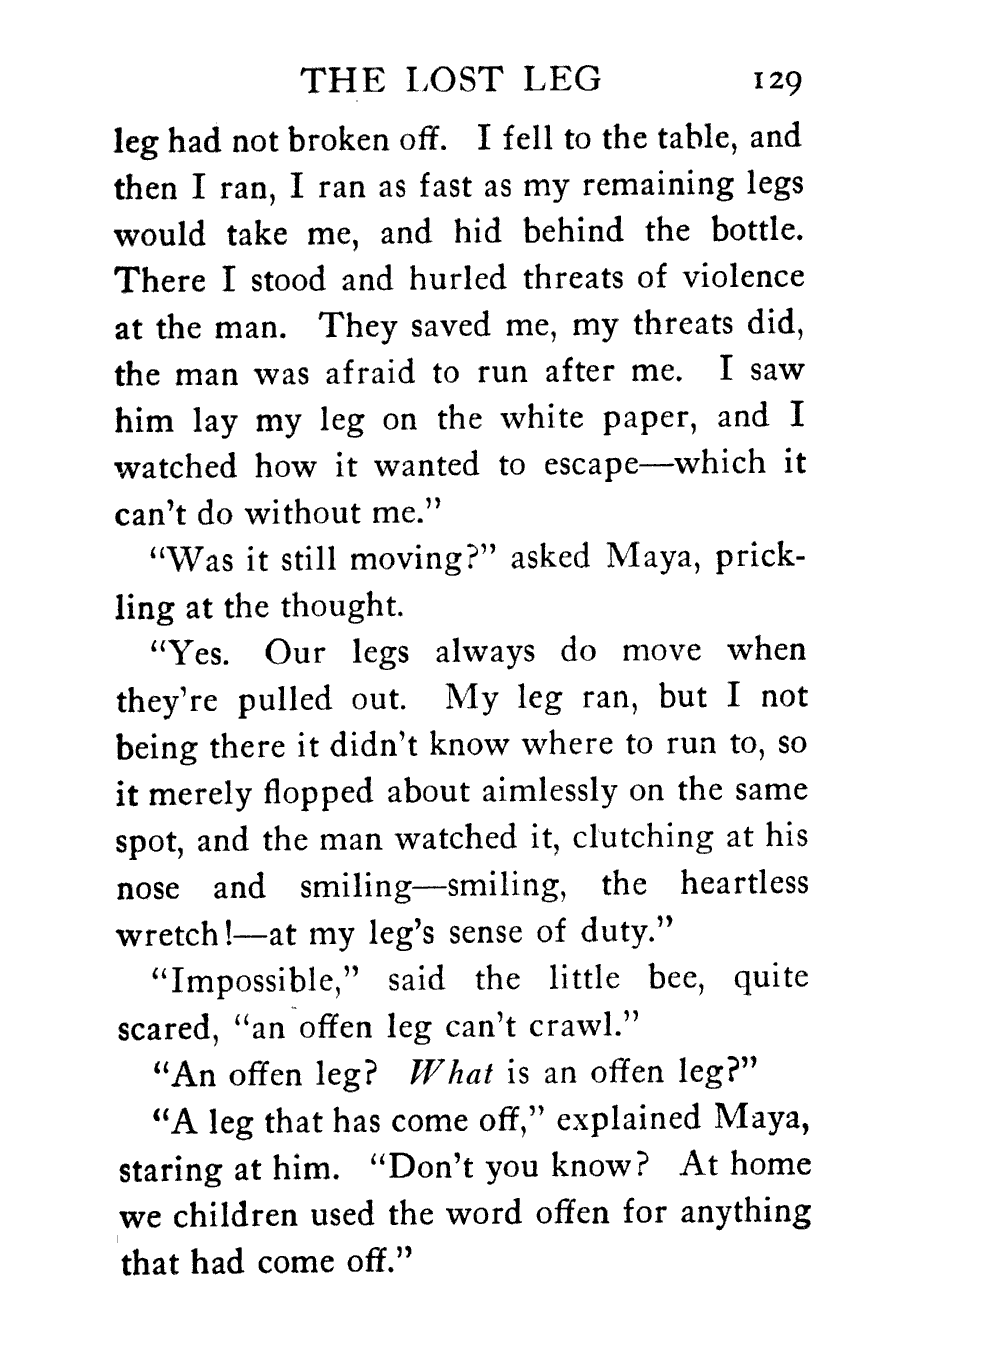 THE LOST LEG 129
leg had not broken off. I fell to the table, and
then I ran, I ran as fast as my remaining legs
would take me, and hid behind the bottle.
There I stood and hurled threats of violence
at the man. They saved me, my threats did,
the man was afraid to run after me. I saw
him lay my leg on the white paper, and I
watched how it wanted to escape—which it
can't do without me.”
“Was it still moving?” asked Maya, prick-
ling at the thought.
“Yes. Our legs always do move when
they're pulled out. My leg ran, but I not
being there it didn't know where to run to, so
it merely flopped about aimlessly on the same
spot, and the man watched it, clutching at his
nose and smiling—smiling, the heartless
wretch!—at my leg's sense of duty.”
“Impossible,” said the little bee, quite
scared, “an offen leg can't crawl.”
“An offen leg? What is an offen leg?”
“A leg that has come off,” explained Maya,
staring at him. “Don't you know? At home
we children used the word offen for anything
that had come off.”